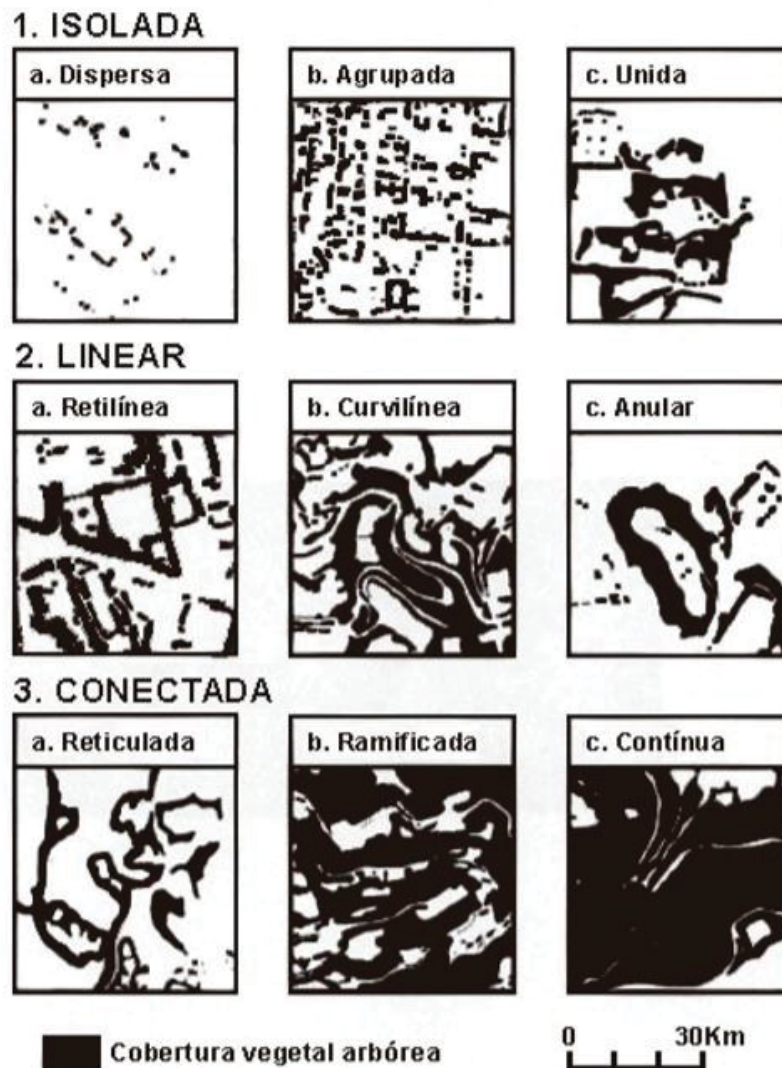 1. ISOLADA
a. Dispersa
b. Agrupada
c. Unida
2. LINEAR
a. Retilínea
b. Curvilínea
c. Anular
3. CONECTADA
a. Reticulada
b. Ramificada
c. Contínua
Cobertura vegetal arbórea
0 30Km